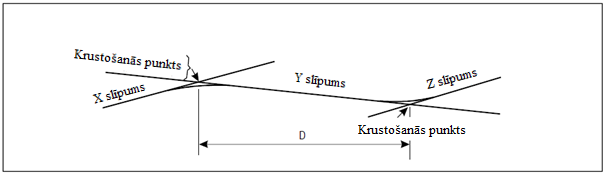 Krustošanās punkts
X slīpums
Y slīpums
Z slīpums
Krustošanās punkts
D